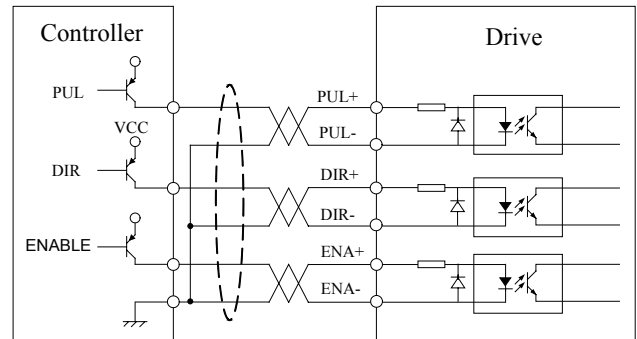 Controller
Drive
PUL
PUL+
VCC
PUL-
DIR
DIR+
DIR-
ENABLE
ENA+
ENA-